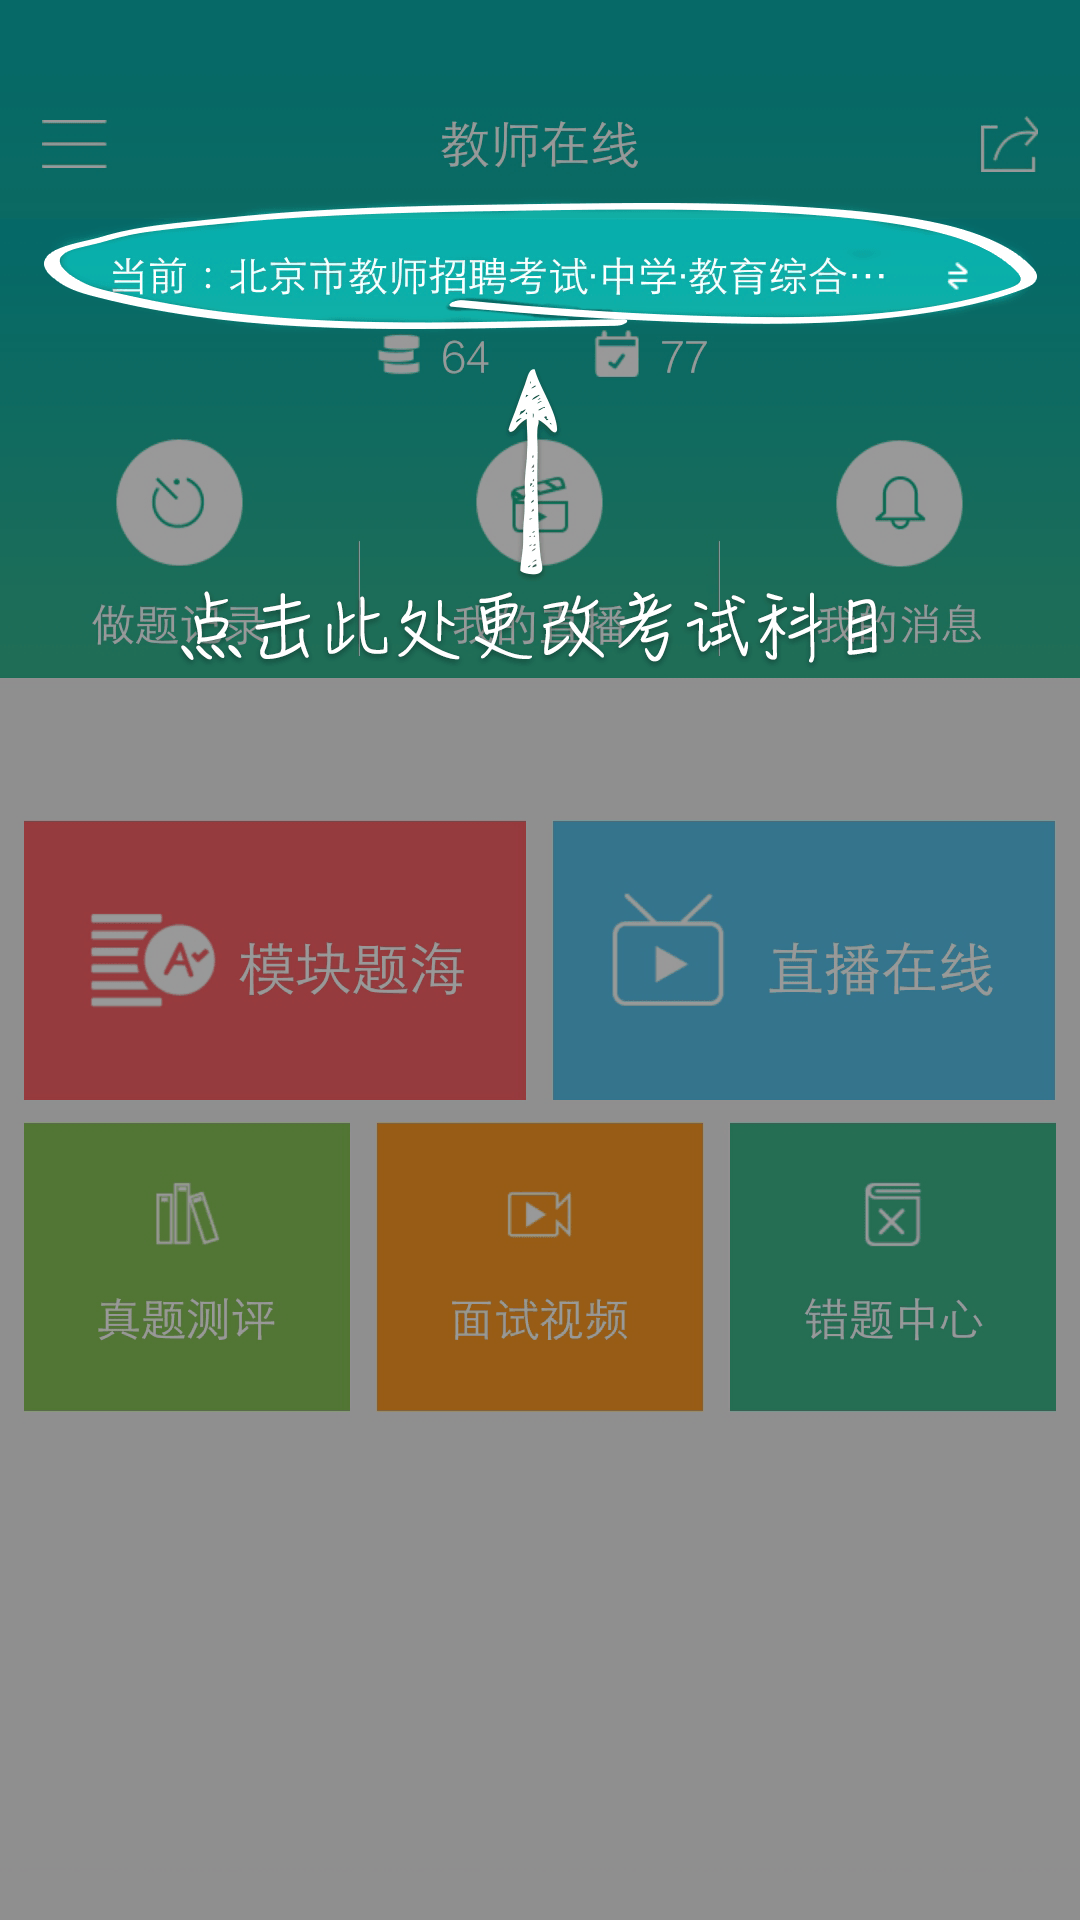 教师在线
当前：北京市教师招聘考试·中学·教育综合…
64 77
做题记录 我的直播 我的消息
点击此处更改考试科目
模块题海 直播在线
真题测评 面试视频 错题中心